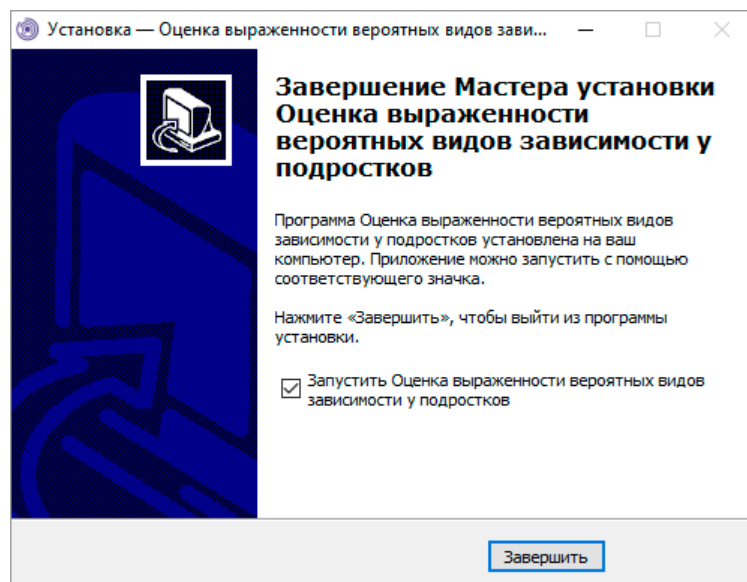 Установка — Оценка выраженности вероятных видов зави...
Завершение Мастера установки
Оценка выраженности
вероятных видов зависимости у
подростков
Программа Оценка выраженности вероятных видов
зависимости у подростков установлена на ваш
компьютер. Приложение можно запустить с помощью
соответствующего значка.
Нажмите «Завершить», чтобы выйти из программы
установки.
Запустить Оценка выраженности вероятных видов
зависимости у подростков
Завершить